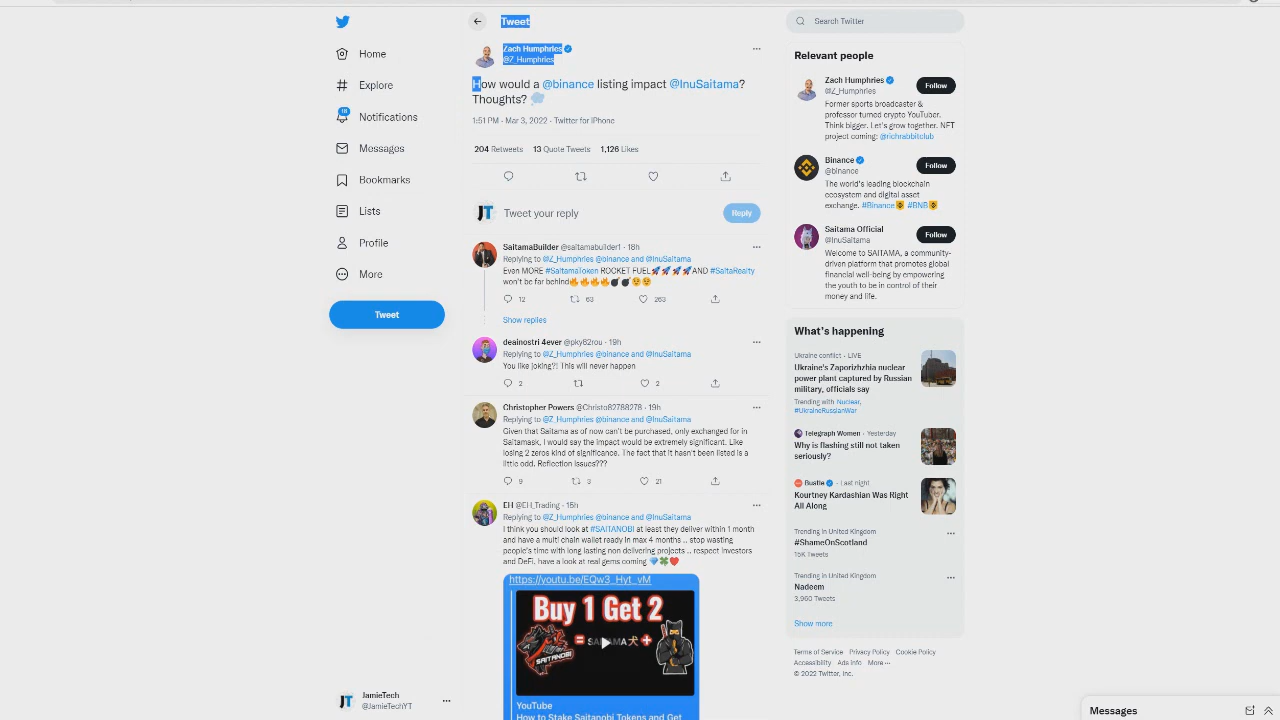 Home
Explore
18
Notifications
Messages
Bookmarks
Lists
Profile
More
Tweet
JT
JamieTech
@JamieTechYT
Tweet
Zach Humphries
@Z_Humphries
How would a @binance listing impact @InuSaitama?
Thoughts?
1:51 PM · Mar 3, 2022 · Twitter for iPhone
204 Retweets 13 Quote Tweets 1,126 Likes
JT
Tweet your reply
Reply
SaitamaBuilder @saitamabuilder1 · 18h
Replying to @Z_Humphries @binance and @InuSaitama
Even MORE #SaitamaToken ROCKET FUEL🚀🚀🚀🚀AND #SaitaRealty
won't be far behind🔥🔥🔥🔥💣💣😉😉
12 63 263
Show replies
deainostri 4ever @pky82rou · 19h
Replying to @Z_Humphries @binance and @InuSaitama
You like joking?! This will never happen
2 2
Christopher Powers @Christo82788278 · 19h
Replying to @Z_Humphries @binance and @InuSaitama
Given that Saitama as of now can't be purchased, only exchanged for in
Saitamask, I would say the impact would be extremely significant. Like
losing 2 zeros kind of significance. The fact that it hasn't been listed is a
little odd. Reflection issues???
9 3 21
EH @EH_Trading · 15h
Replying to @Z_Humphries @binance and @InuSaitama
I think you should look at #SAITANOBI at least they deliver within 1 month
and have a multi chain wallet ready in max 4 months .. stop wasting
people's time with long lasting non delivering projects .. respect investors
and DeFi. have a look at real gems coming 💎🍀❤️
https://youtu.be/EQw3_Hyt_vM
Buy 1 Get 2
SAITANOBI = SAITAMA +
YouTube
How to Stake Saitanobi Tokens and Get
Search Twitter
Relevant people
Zach Humphries
@Z_Humphries
Follow
Former sports broadcaster &
professor turned crypto YouTuber.
Think bigger. Let's grow together. NFT
project coming: @richrabbitclub
Binance
@binance
Follow
The world's leading blockchain
ecosystem and digital asset
exchange. #Binance #BNB
Saitama Official
@InuSaitama
Follow
Welcome to SAITAMA, a community-
driven platform that promotes global
financial well-being by empowering
the youth to be in control of their
money and life.
What's happening
Ukraine conflict · LIVE
Ukraine's Zaporizhzhia nuclear
power plant captured by Russian
military, officials say
Trending with Nuclear,
#UkraineRussianWar
Telegraph Women · Yesterday
Why is flashing still not taken
seriously?
Bustle · Last night
Kourtney Kardashian Was Right
All Along
Trending in United Kingdom
#ShameOnScotland
15K Tweets
Trending in United Kingdom
Nadeem
3,960 Tweets
Show more
Terms of Service Privacy Policy Cookie Policy
Accessibility Ads info More ···
© 2022 Twitter, Inc.
Messages